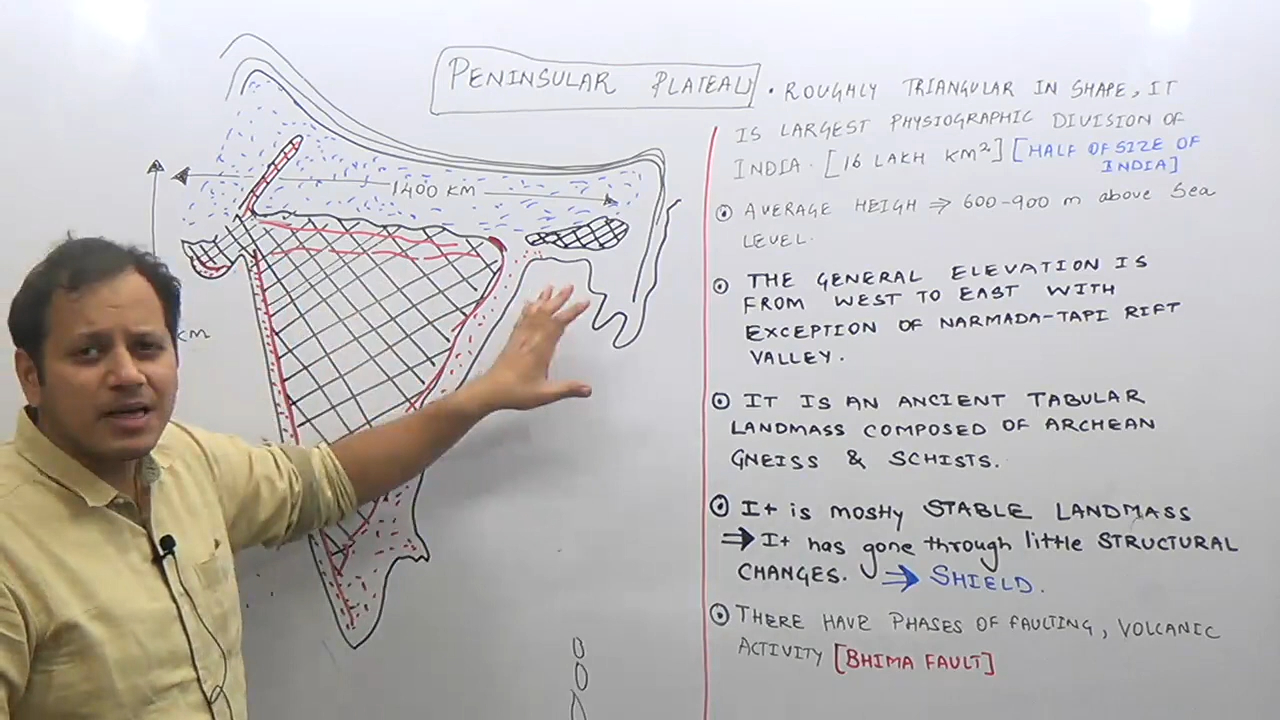 PENINSULAR PLATEAU
• ROUGHLY TRIANGULAR IN SHAPE, IT
IS LARGEST PHYSIOGRAPHIC DIVISION OF
INDIA. [16 LAKH KM²] [HALF OF SIZE OF
INDIA]
AVERAGE HEIGH ⇒ 600-900 m above Sea
LEVEL.
THE GENERAL ELEVATION IS
FROM WEST TO EAST WITH
EXCEPTION OF NARMADA-TAPI RIFT
VALLEY.
IT IS AN ANCIENT TABULAR
LANDMASS COMPOSED OF ARCHEAN
GNEISS & SCHISTS.
It is mostly STABLE LANDMASS
⇒ It has gone through little STRUCTURAL
CHANGES. ⇒ SHIELD.
THERE HAVE PHASES OF FAULTING, VOLCANIC
ACTIVITY [BHIMA FAULT]
1400 KM
km